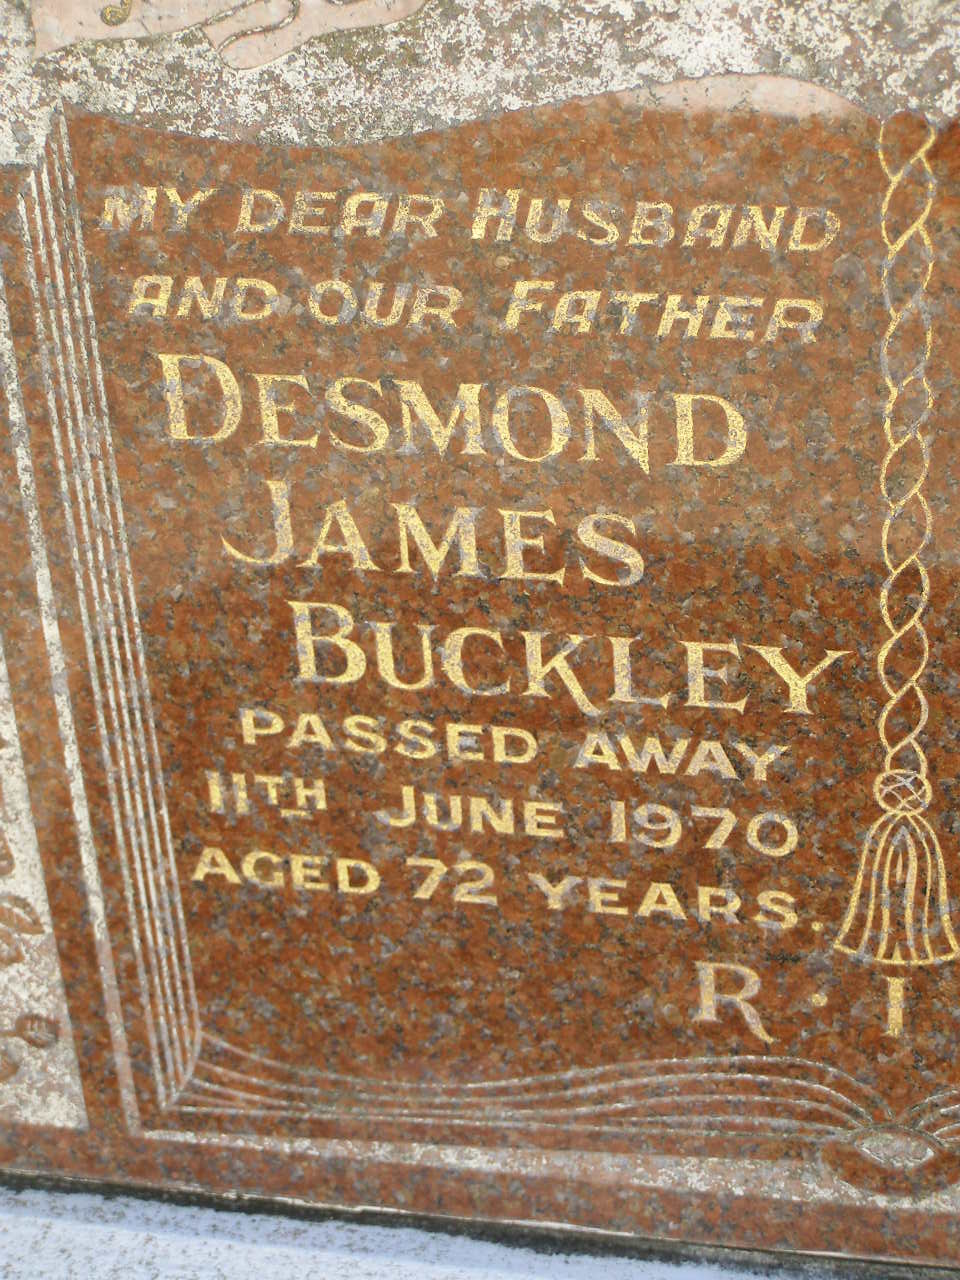 MY DEAR HUSBAND
AND OUR FATHER
DESMOND
JAMES
BUCKLEY
PASSED AWAY
11TH JUNE 1970
AGED 72 YEARS.
R · I